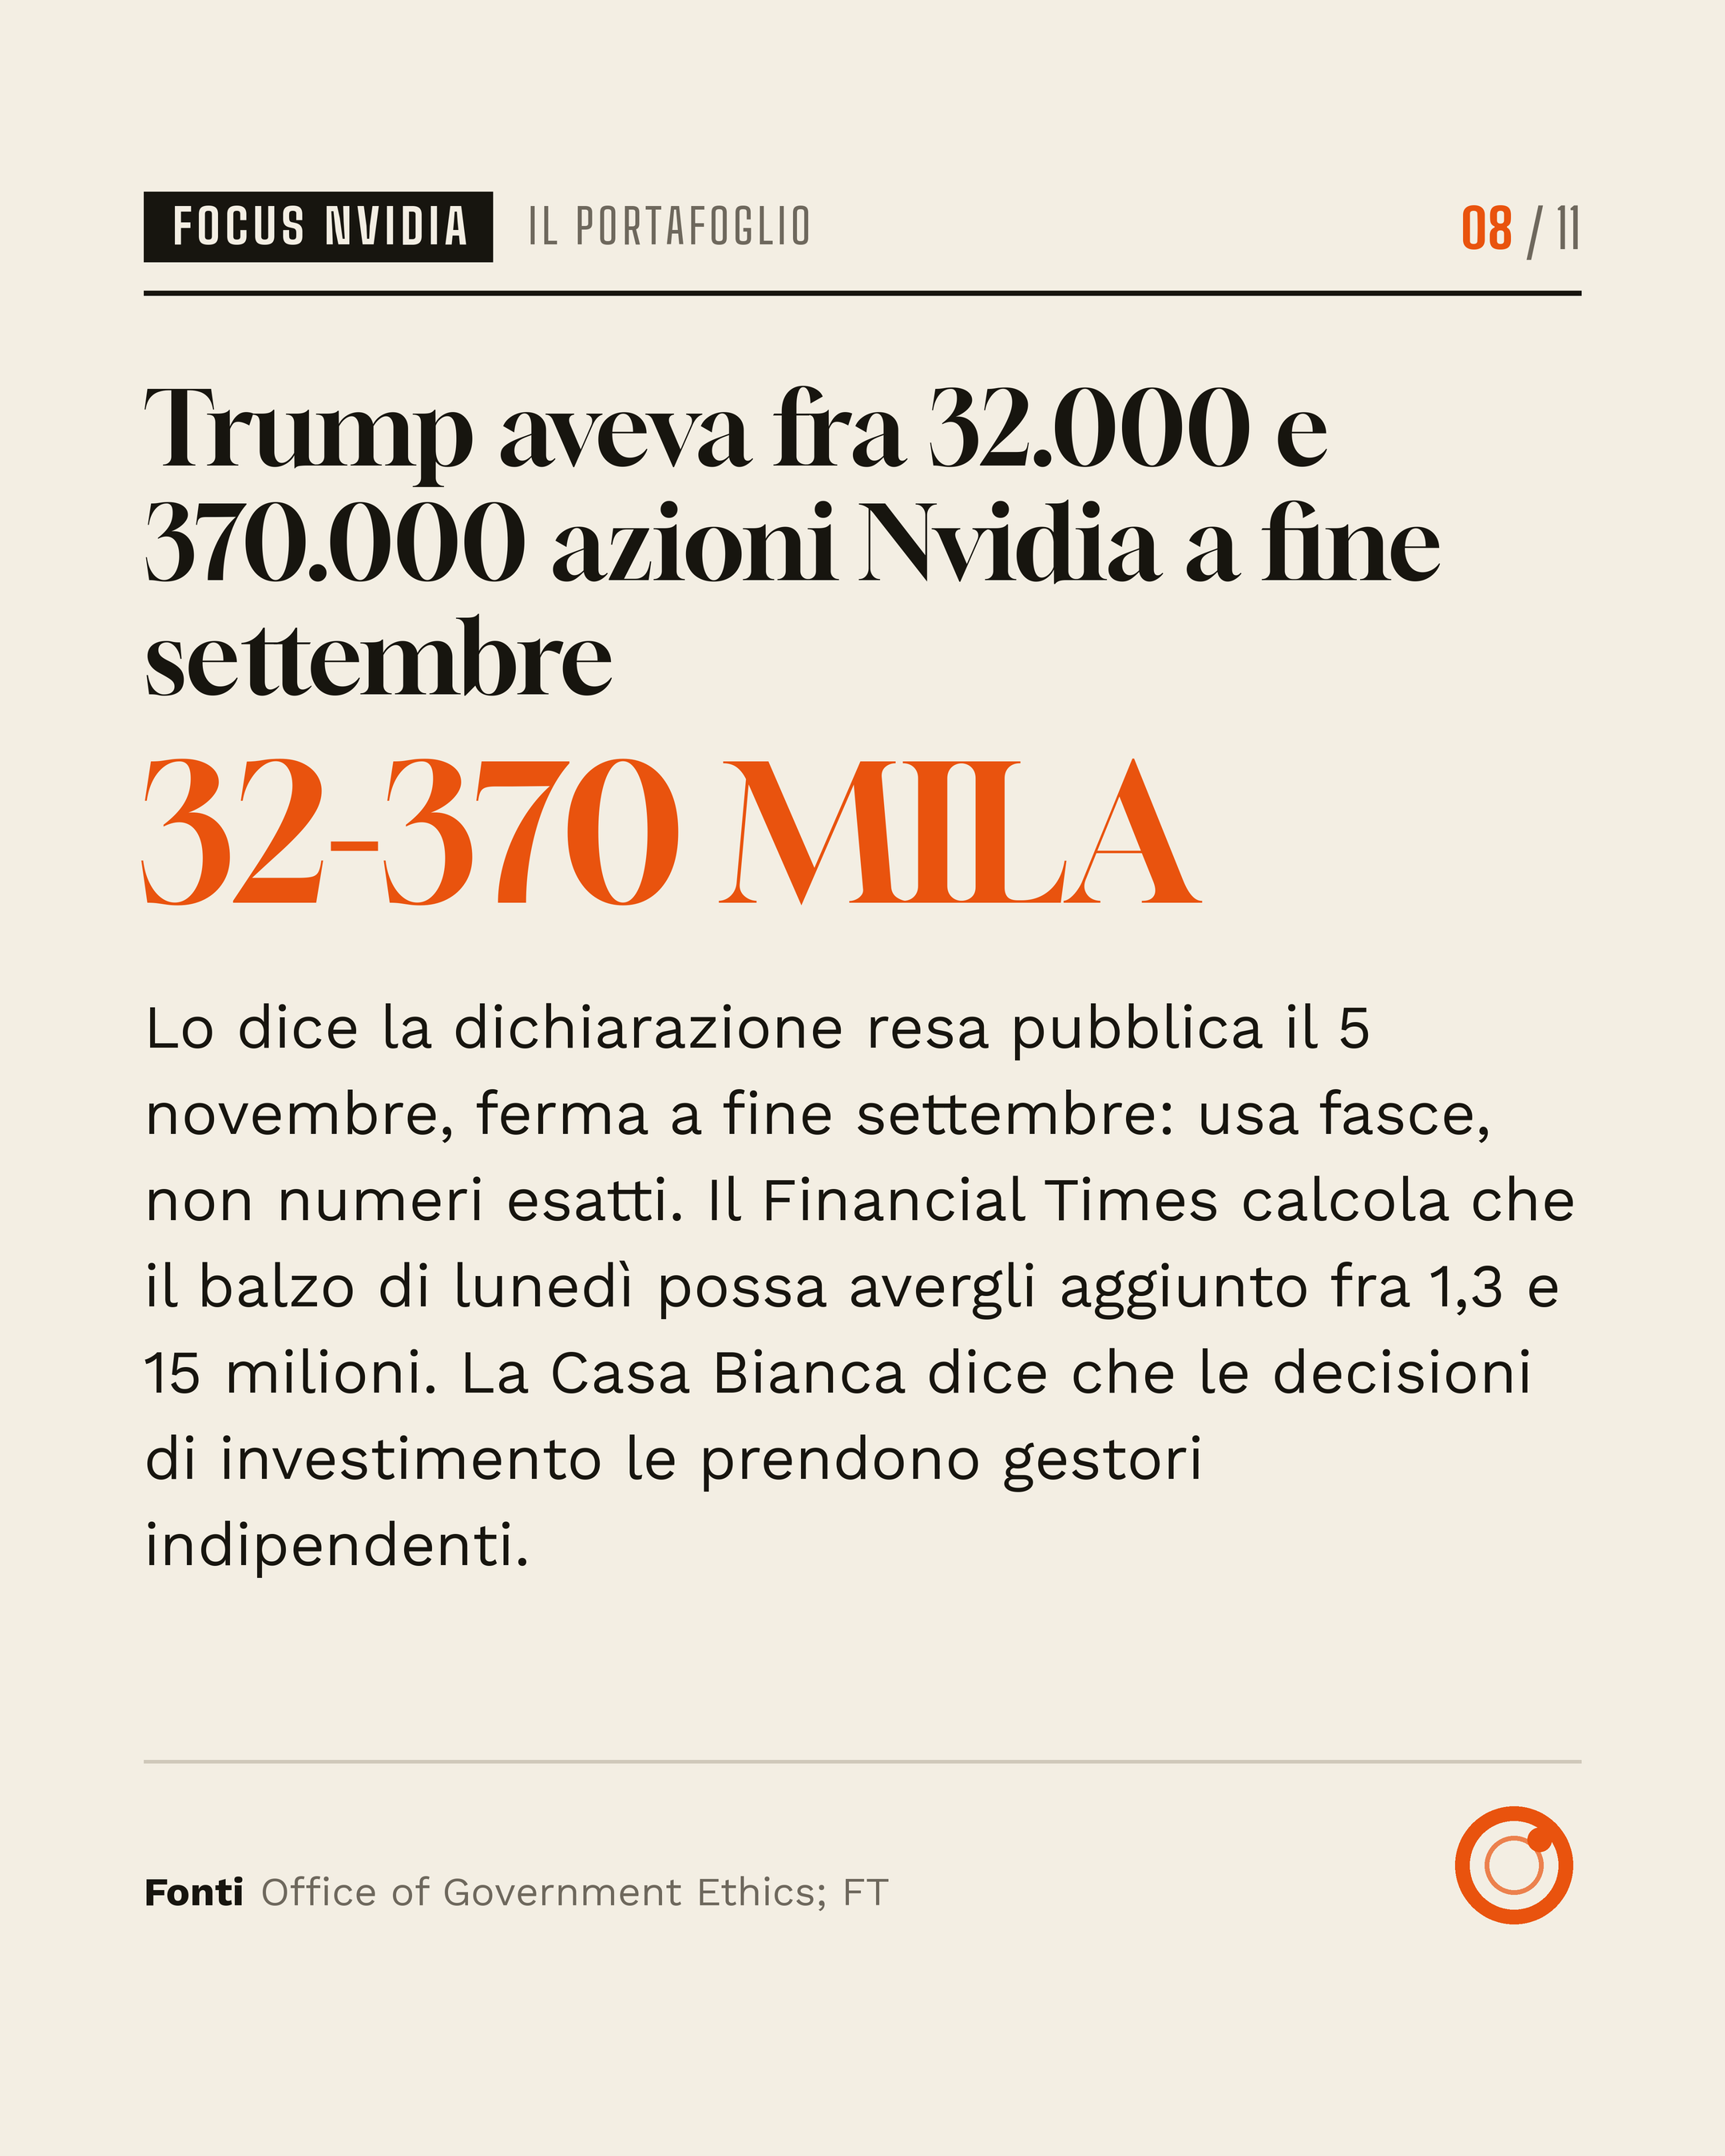 FOCUS NVIDIA IL PORTAFOGLIO 08 / 11
Trump aveva fra 32.000 e
370.000 azioni Nvidia a fine
settembre
32-370 MILA
Lo dice la dichiarazione resa pubblica il 5
novembre, ferma a fine settembre: usa fasce,
non numeri esatti. Il Financial Times calcola che
il balzo di lunedì possa avergli aggiunto fra 1,3 e
15 milioni. La Casa Bianca dice che le decisioni
di investimento le prendono gestori
indipendenti.
Fonti Office of Government Ethics; FT